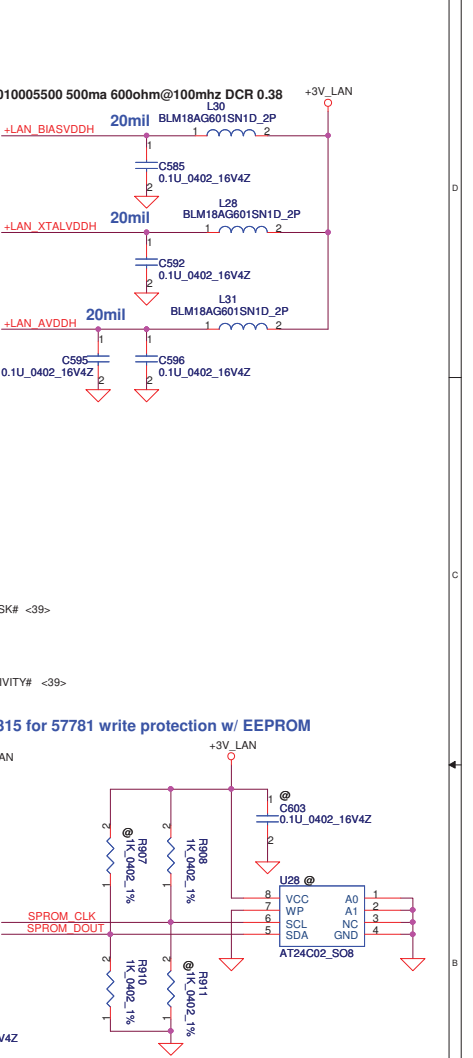 010005500 500ma 600ohm@100mhz DCR 0.38
+3V_LAN
L30
20mil
BLM18AG601SN1D_2P
+LAN_BIASVDDH
1
2
1
C585
0.1U_0402_16V4Z
2
D
L28
20mil
BLM18AG601SN1D_2P
+LAN_XTALVDDH
1
2
1
C592
0.1U_0402_16V4Z
2
L31
20mil
BLM18AG601SN1D_2P
+LAN_AVDDH
1
2
1
1
C595
C596
0.1U_0402_16V4Z
0.1U_0402_16V4Z
2
2
C
SK# <39>
IVITY# <39>
315 for 57781 write protection w/ EEPROM
+3V_LAN
AN
1
@
C603
0.1U_0402_16V4Z
2
2
2
@
R907
1K_0402_1%
R908
1K_0402_1%
1
1
U28 @
8
VCC
A0
1
7
WP
A1
2
SPROM_CLK
6
SCL
NC
3
SPROM_DOUT
5
SDA
GND
4
AT24C02_SO8
2
2
R910
1K_0402_1%
@
R911
1K_0402_1%
1
1
B
V4Z